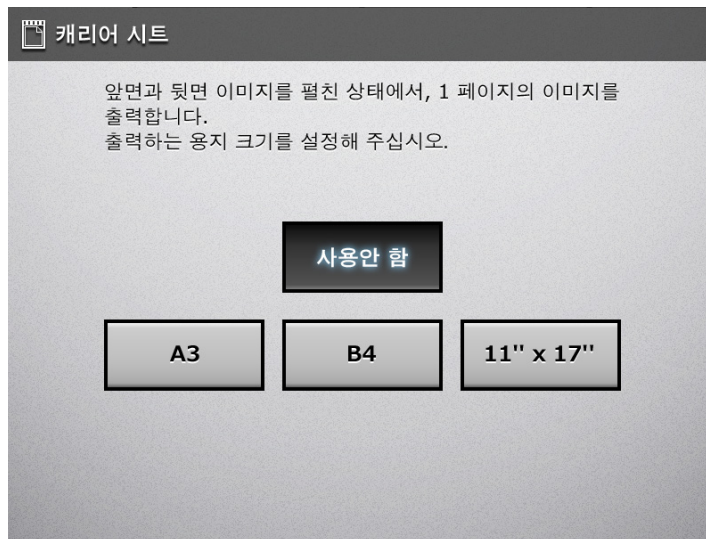 캐리어 시트
앞면과 뒷면 이미지를 펼친 상태에서, 1 페이지의 이미지를
출력합니다.
출력하는 용지 크기를 설정해 주십시오.
사용안 함
A3
B4
11" x 17"